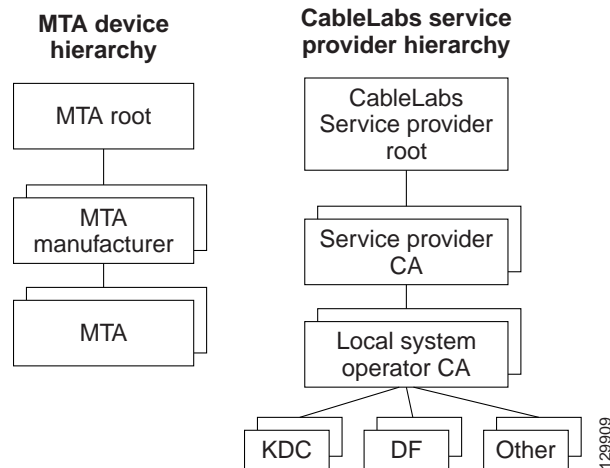 MTA device
hierarchy
MTA root
MTA
manufacturer
MTA
CableLabs service
provider hierarchy
CableLabs
Service provider
root
Service provider
CA
Local system
operator CA
KDC
DF
Other
129909